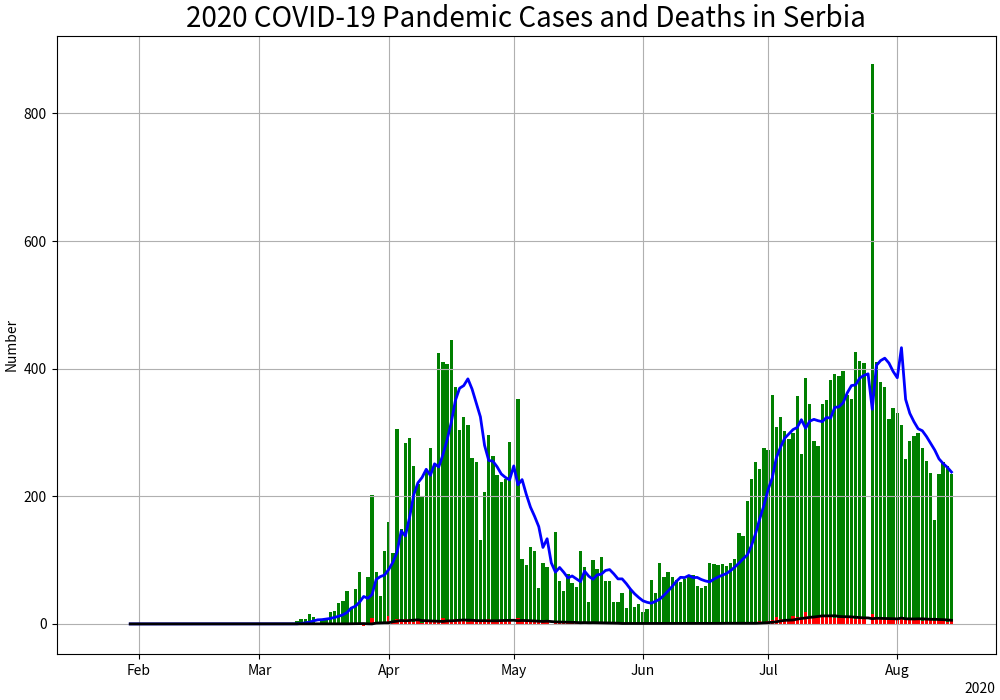 2020 COVID-19 Pandemic Cases and Deaths in Serbia
800
600
400
200
0
Number
Feb
Mar
Apr
May
Jun
Jul
Aug
2020